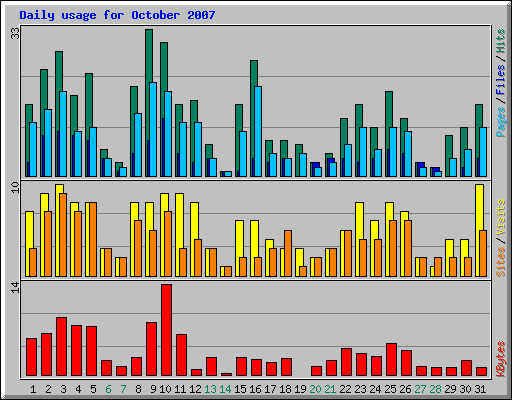 Daily usage for October 2007
33
Pages / Files / Hits
10
Sites / Visits
14
KBytes
1 2 3 4 5 6 7 8 9 10 11 12 13 14 15 16 17 18 19 20 21 22 23 24 25 26 27 28 29 30 31